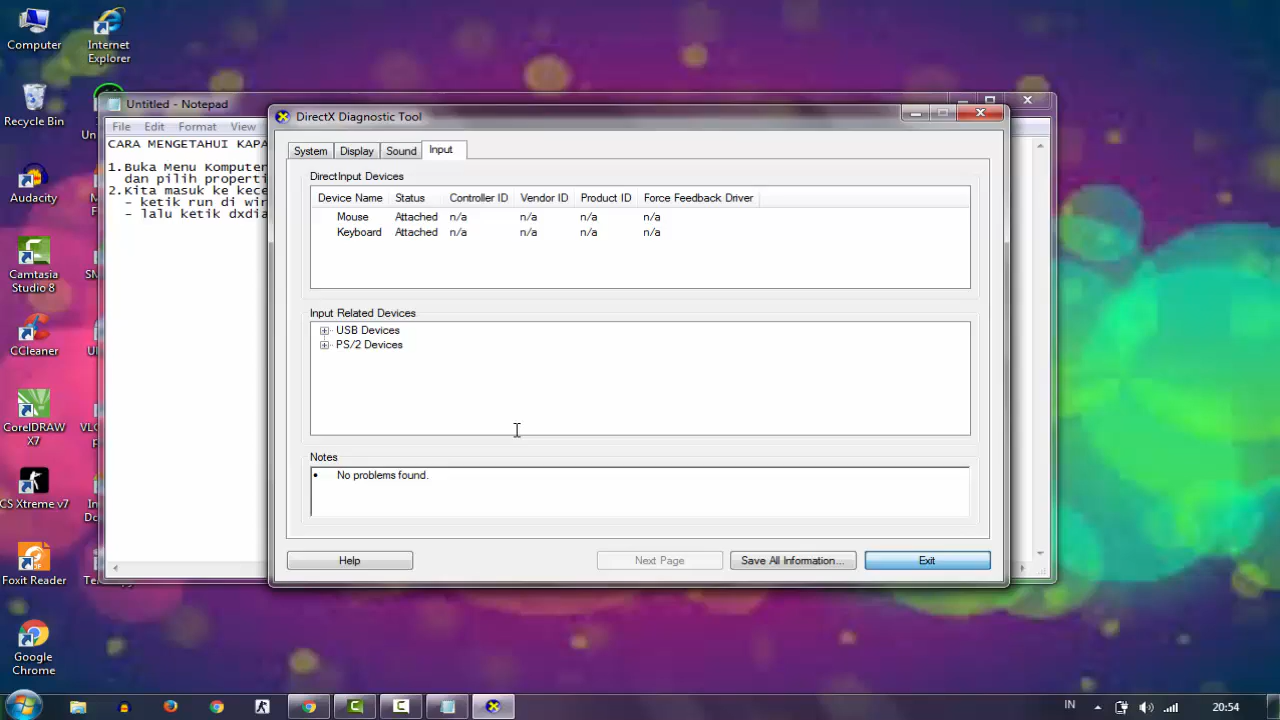 Computer
Internet
Explorer
Recycle Bin
Audacity
Camtasia
Studio 8
CCleaner
CorelDRAW
X7
CS Xtreme v7
Foxit Reader
Google
Chrome
Untitled - Notepad
File Edit Format View
CARA MENGETAHUI KAPA
1.Buka Menu Komputer
dan pilih properti
2.Kita masuk ke kece
- ketik run di wir
- lalu ketik dxdia
DirectX Diagnostic Tool
System Display Sound Input
DirectInput Devices
Device Name Status Controller ID Vendor ID Product ID Force Feedback Driver
Mouse Attached n/a n/a n/a n/a
Keyboard Attached n/a n/a n/a n/a
Input Related Devices
USB Devices
PS/2 Devices
Notes
• No problems found.
Help Next Page Save All Information... Exit
IN 20:54